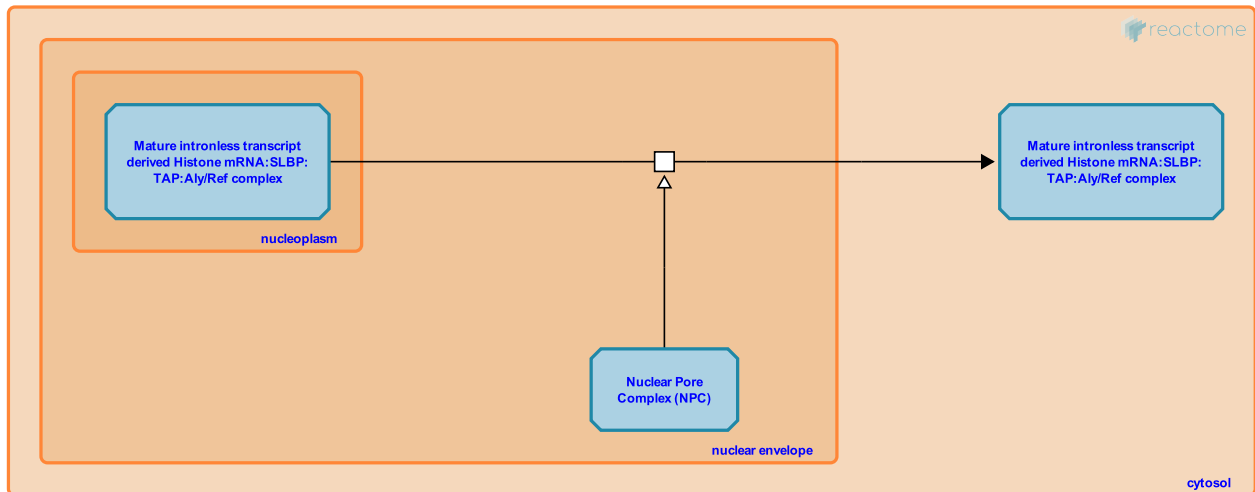 reactome
Mature intronless transcript
derived Histone mRNA:SLBP:
TAP:Aly/Ref complex
Mature intronless transcript
derived Histone mRNA:SLBP:
TAP:Aly/Ref complex
nucleoplasm
Nuclear Pore
Complex (NPC)
nuclear envelope
cytosol